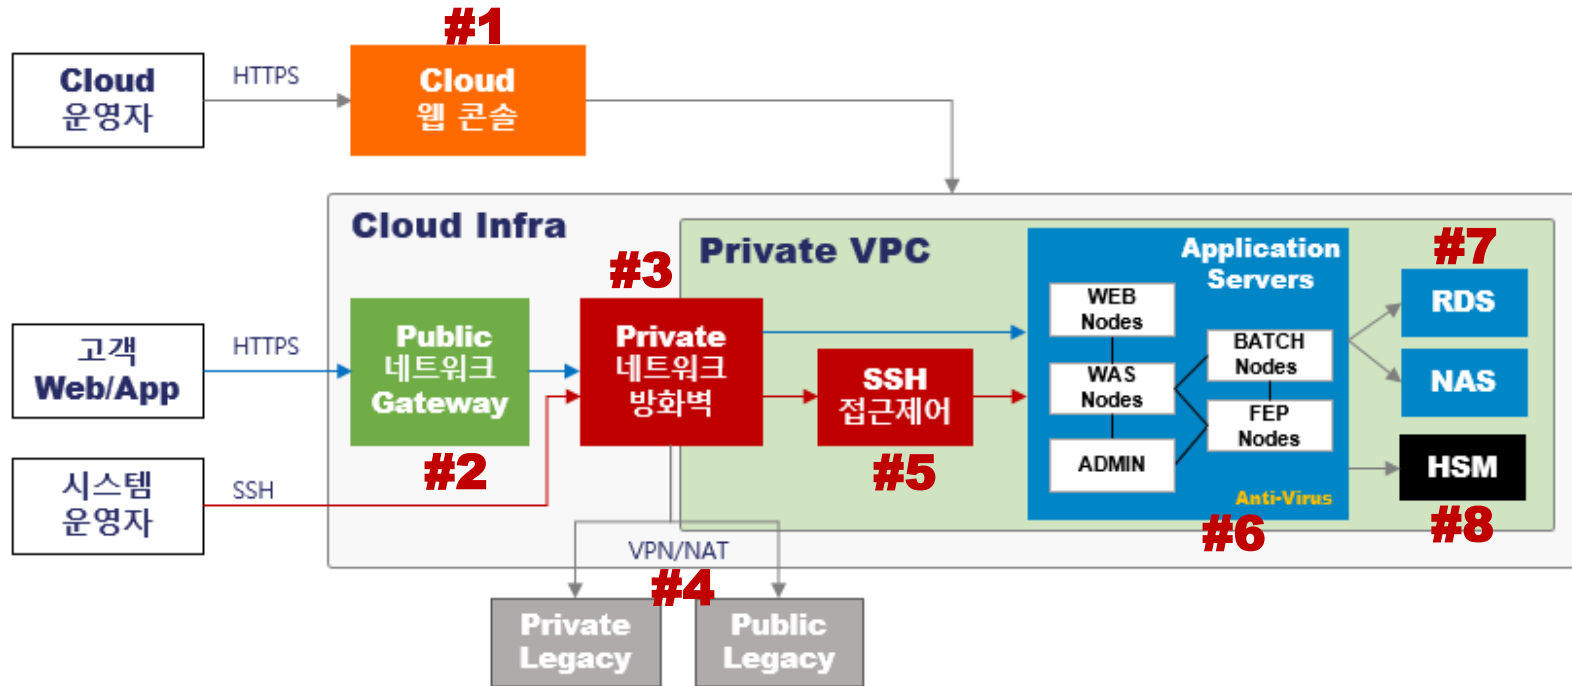 #1
Cloud
운영자
HTTPS
Cloud
웹 콘솔
Cloud Infra
Private VPC
#3
Application
Servers
#7
고객
Web/App
HTTPS
Public
네트워크
Gateway
#2
Private
네트워크
방화벽
SSH
접근제어
#5
WEB
Nodes
WAS
Nodes
ADMIN
BATCH
Nodes
FEP
Nodes
Anti-Virus
#6
RDS
NAS
HSM
#8
시스템
운영자
SSH
VPN/NAT
#4
Private
Legacy
Public
Legacy